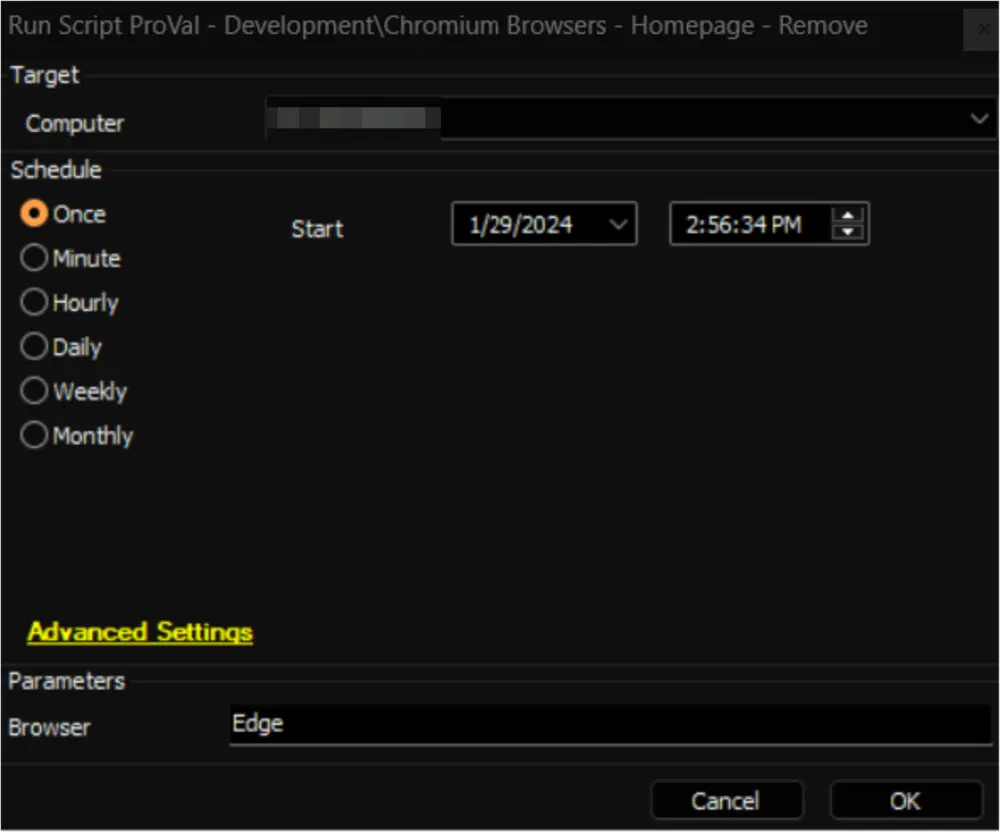 Run Script ProVal - Development\Chromium Browsers - Homepage - Remove
Target
Computer
Schedule
Once
Start
1/29/2024
2:56:34 PM
Minute
Hourly
Daily
Weekly
Monthly
Advanced Settings
Parameters
Browser
Edge
Cancel
OK